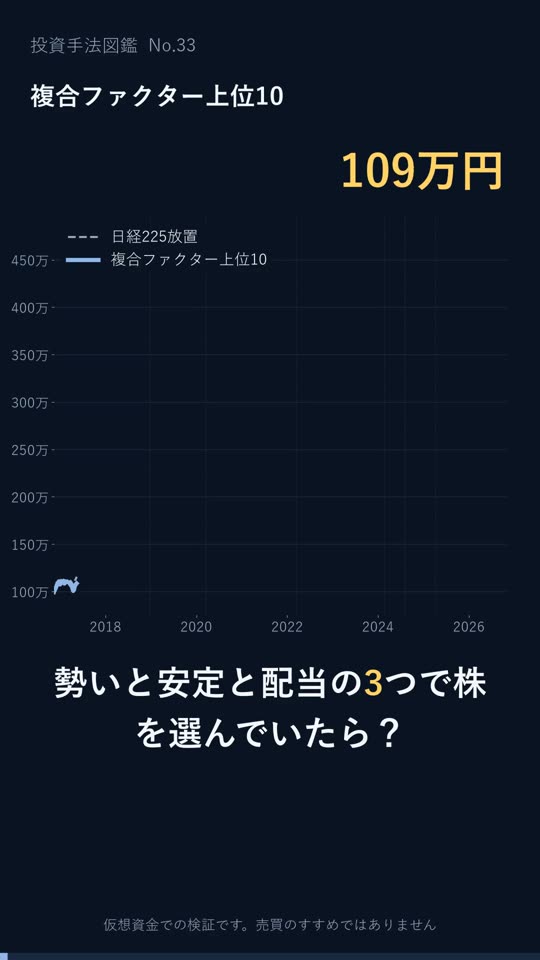 投資手法図鑑 No.33
複合ファクター上位10
109万円
日経225放置
複合ファクター上位10
450万
400万
350万
300万
250万
200万
150万
100万
2018 2020 2022 2024 2026
勢いと安定と配当の3つで株
を選んでいたら？
仮想資金での検証です。売買のすすめではありません